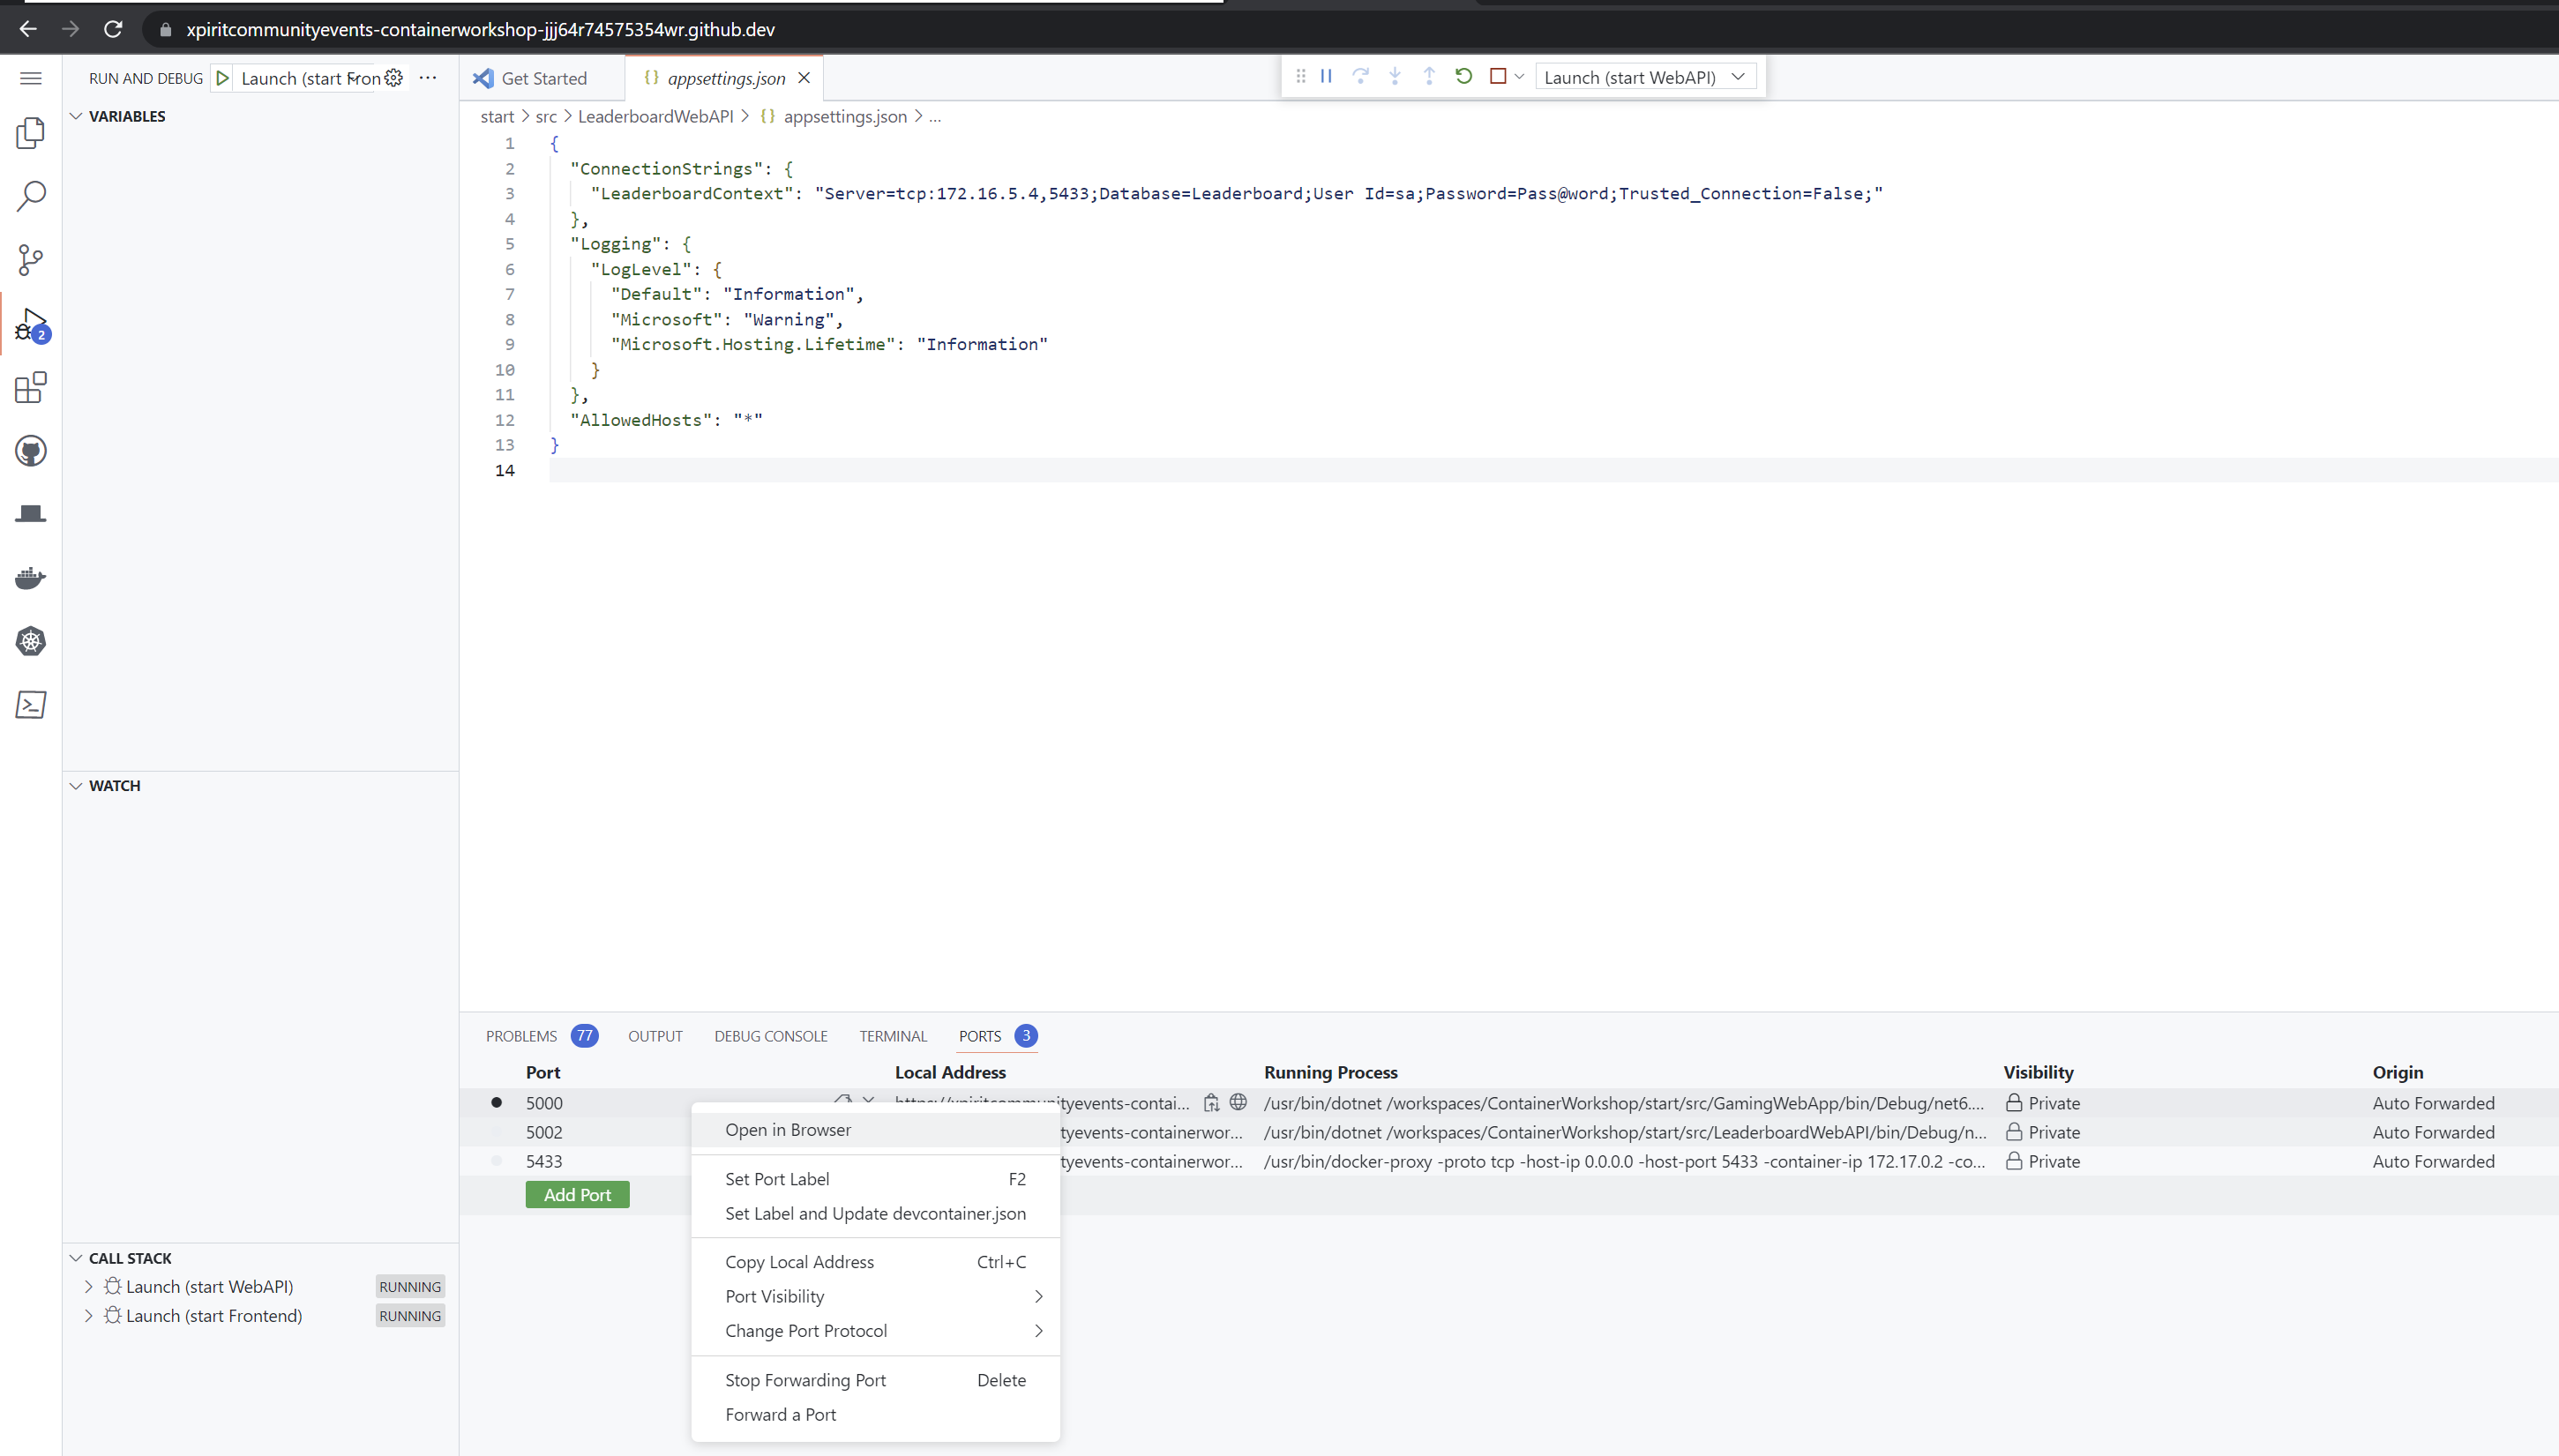 xpiritcommunityevents-containerworkshop-jjj64r74575354wr.github.dev
RUN AND DEBUG Launch (start Fron
VARIABLES
2
WATCH
CALL STACK
Launch (start WebAPI) RUNNING
Launch (start Frontend) RUNNING
Get Started {} appsettings.json
Launch (start WebAPI)
start > src > LeaderboardWebAPI > {} appsettings.json > ...
1 {
2 "ConnectionStrings": {
3 "LeaderboardContext": "Server=tcp:172.16.5.4,5433;Database=Leaderboard;User Id=sa;Password=Pass@word;Trusted_Connection=False;"
4 },
5 "Logging": {
6 "LogLevel": {
7 "Default": "Information",
8 "Microsoft": "Warning",
9 "Microsoft.Hosting.Lifetime": "Information"
10 }
11 },
12 "AllowedHosts": "*"
13 }
14
PROBLEMS 77 OUTPUT DEBUG CONSOLE TERMINAL PORTS 3
Port Local Address Running Process Visibility Origin
5000 ityevents-contai... /usr/bin/dotnet /workspaces/ContainerWorkshop/start/src/GamingWebApp/bin/Debug/net6.... Private Auto Forwarded
5002 tyevents-containerwor... /usr/bin/dotnet /workspaces/ContainerWorkshop/start/src/LeaderboardWebAPI/bin/Debug/n... Private Auto Forwarded
5433 tyevents-containerwor... /usr/bin/docker-proxy -proto tcp -host-ip 0.0.0.0 -host-port 5433 -container-ip 172.17.0.2 -co... Private Auto Forwarded
Add Port
Open in Browser
Set Port Label F2
Set Label and Update devcontainer.json
Copy Local Address Ctrl+C
Port Visibility
Change Port Protocol
Stop Forwarding Port Delete
Forward a Port